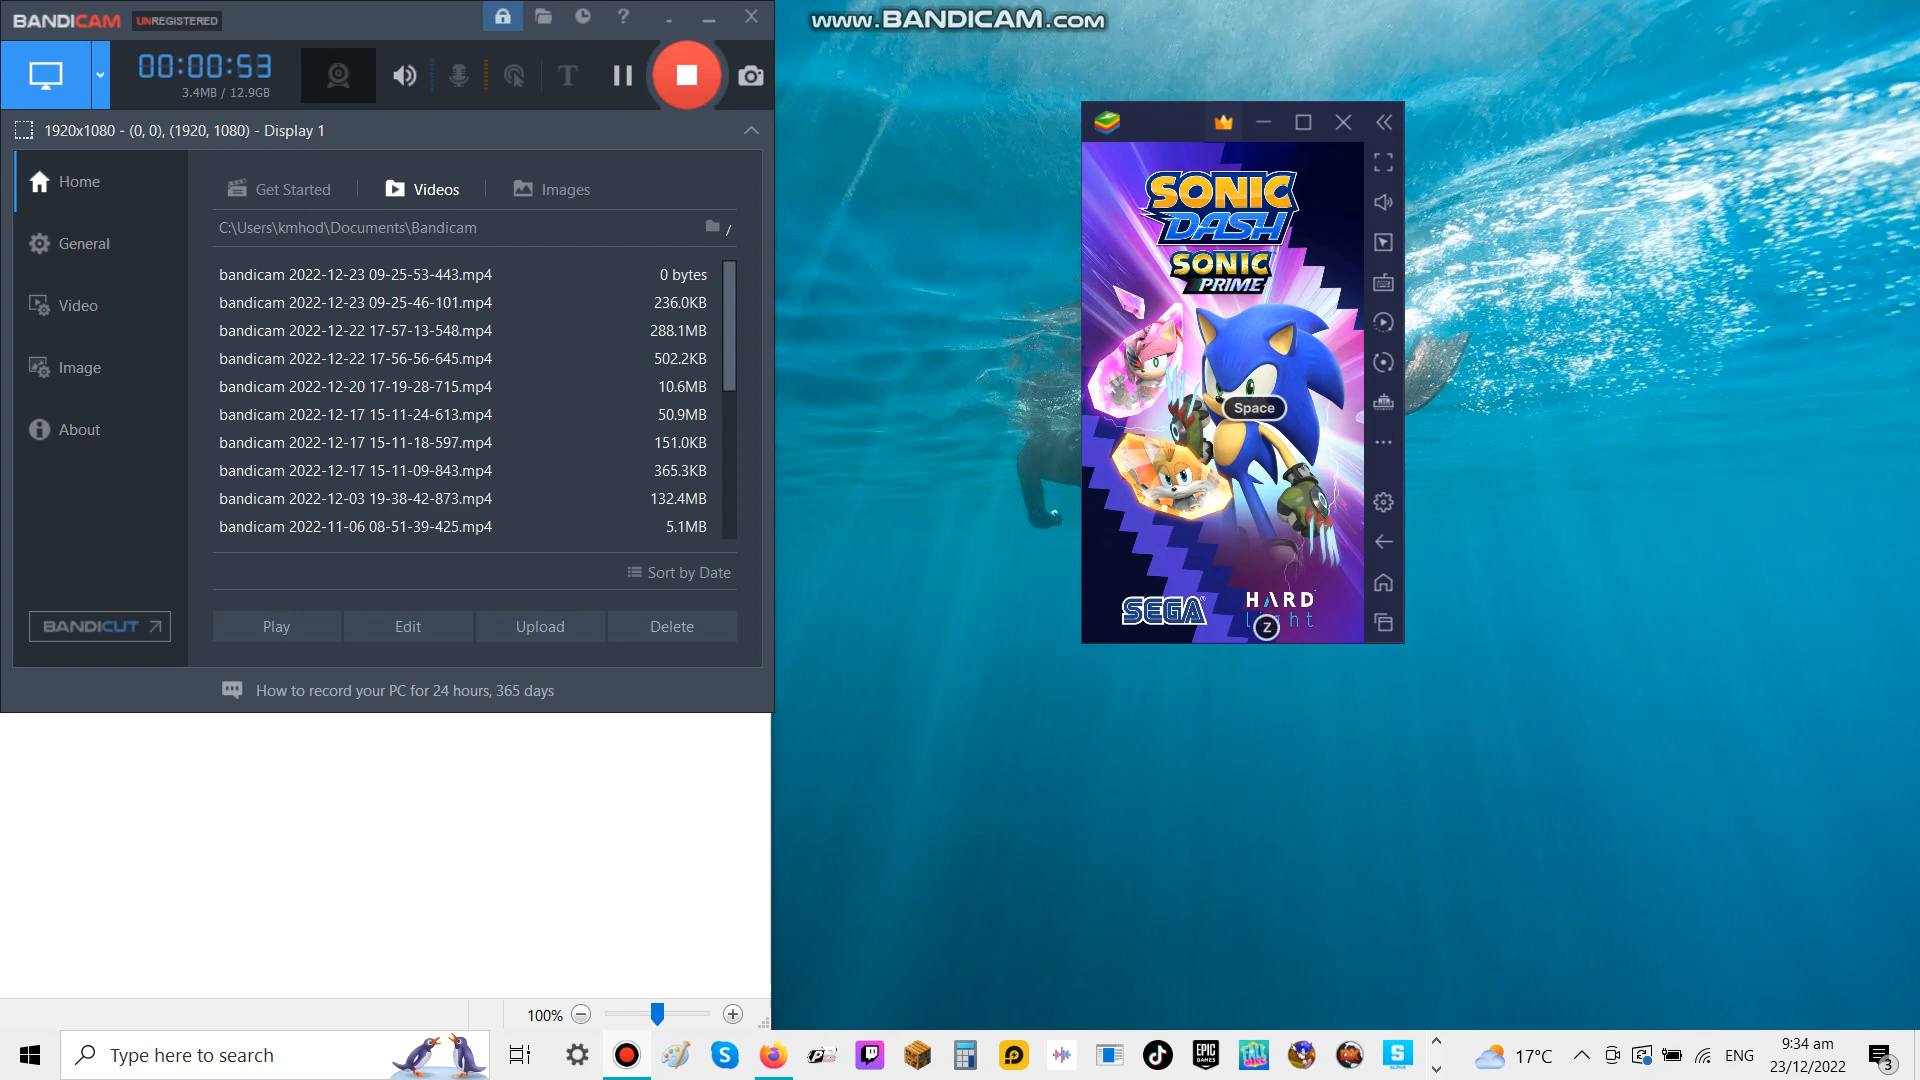 BANDICAM UNREGISTERED
00:00:53
3.4MB / 12.9GB
T
1920x1080 - (0, 0), (1920, 1080) - Display 1
Home
General
Video
Image
About
BANDICUT
Get Started
Videos
Images
C:\Users\kmhod\Documents\Bandicam
/
bandicam 2022-12-23 09-25-53-443.mp4 0 bytes
bandicam 2022-12-23 09-25-46-101.mp4 236.0KB
bandicam 2022-12-22 17-57-13-548.mp4 288.1MB
bandicam 2022-12-22 17-56-56-645.mp4 502.2KB
bandicam 2022-12-20 17-19-28-715.mp4 10.6MB
bandicam 2022-12-17 15-11-24-613.mp4 50.9MB
bandicam 2022-12-17 15-11-18-597.mp4 151.0KB
bandicam 2022-12-17 15-11-09-843.mp4 365.3KB
bandicam 2022-12-03 19-38-42-873.mp4 132.4MB
bandicam 2022-11-06 08-51-39-425.mp4 5.1MB
Sort by Date
Play Edit Upload Delete
How to record your PC for 24 hours, 365 days
100%
www.BANDICAM.com
SONIC
DASH
SONIC
PRIME
Space
SEGA
HARD
Z
Type here to search
EPIC
GAMES
17°C
ENG
9:34 am
23/12/2022
3